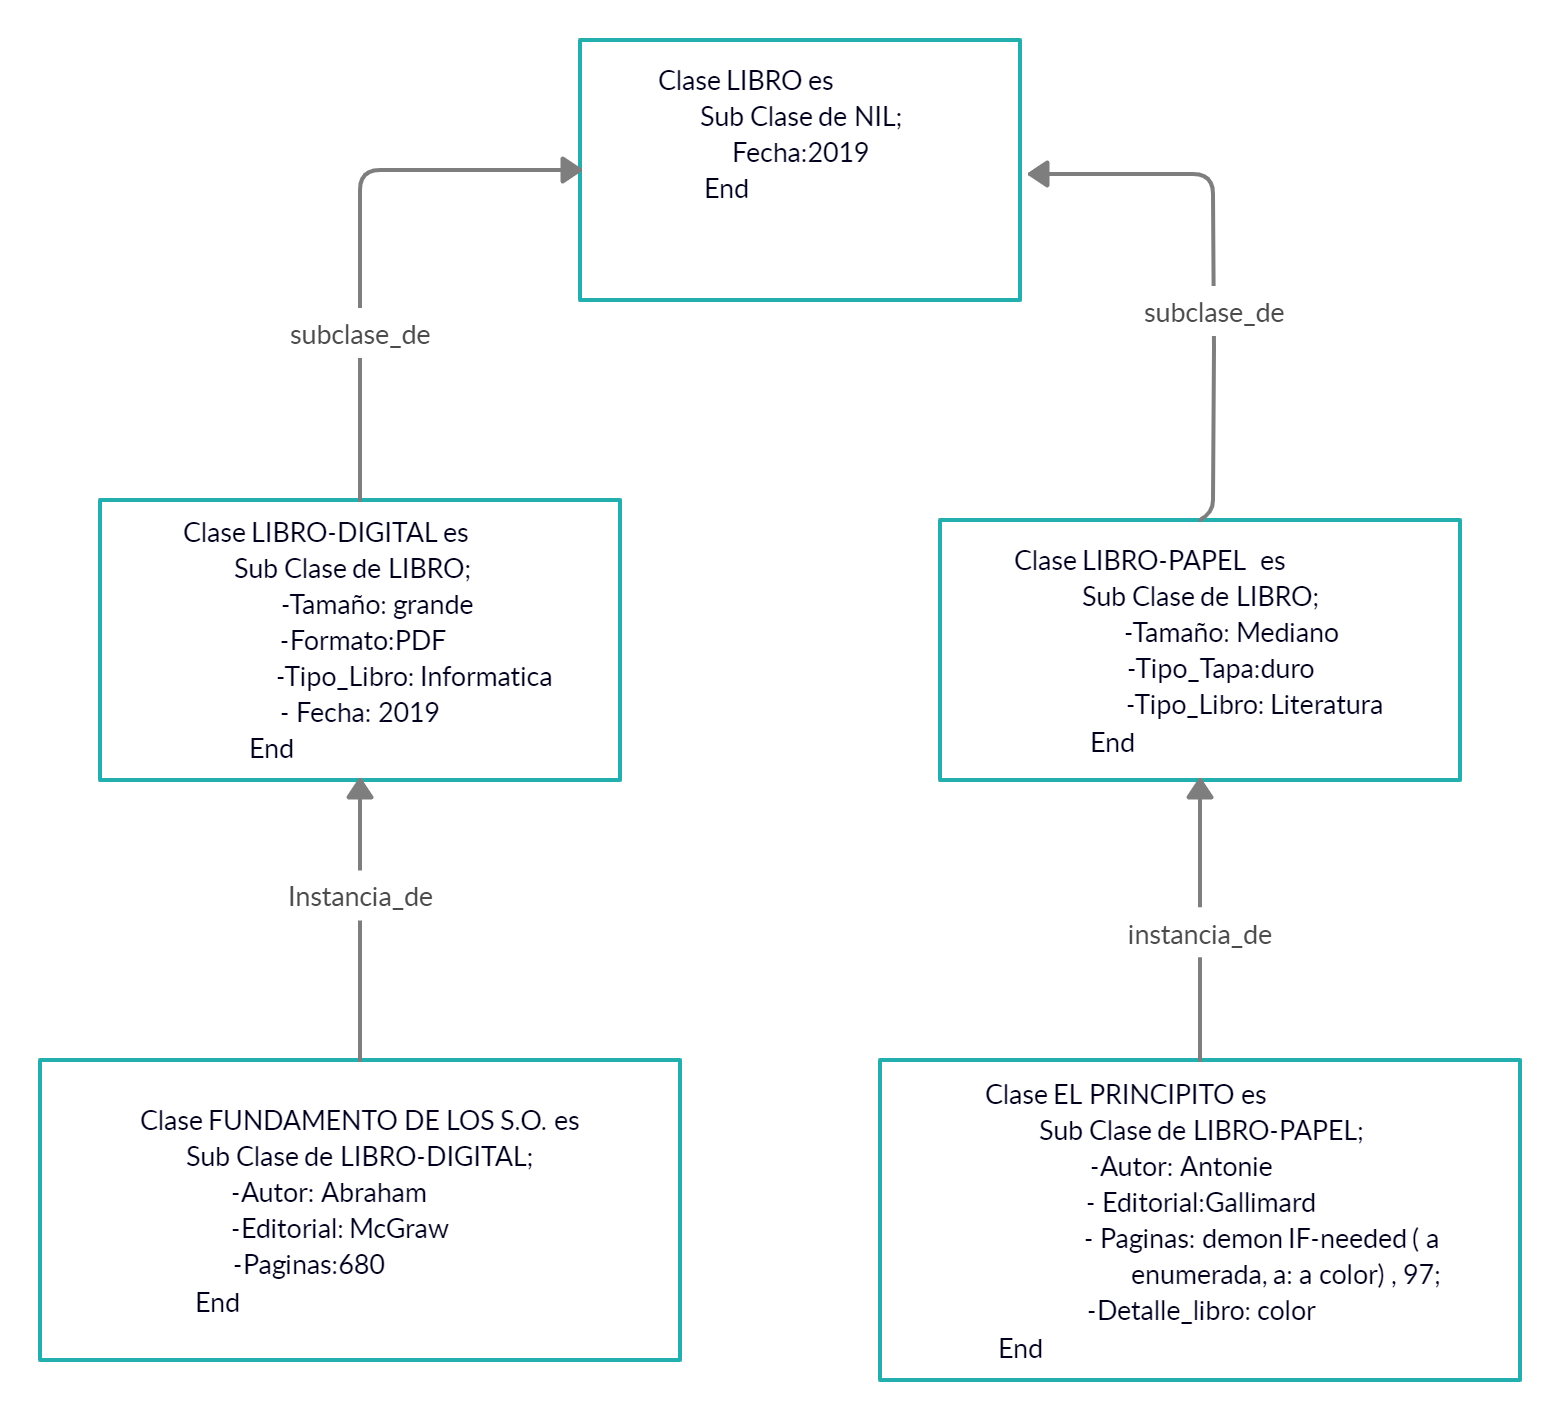 Clase LIBRO es
Sub Clase de NIL;
Fecha:2019
End
subclase_de
subclase_de
Clase LIBRO-DIGITAL es
Sub Clase de LIBRO;
-Tamaño: grande
-Formato:PDF
-Tipo_Libro: Informatica
- Fecha: 2019
End
Clase LIBRO-PAPEL es
Sub Clase de LIBRO;
-Tamaño: Mediano
-Tipo_Tapa:duro
-Tipo_Libro: Literatura
End
Instancia_de
instancia_de
Clase FUNDAMENTO DE LOS S.O. es
Sub Clase de LIBRO-DIGITAL;
-Autor: Abraham
-Editorial: McGraw
-Paginas:680
End
Clase EL PRINCIPITO es
Sub Clase de LIBRO-PAPEL;
-Autor: Antonie
- Editorial:Gallimard
- Paginas: demon IF-needed ( a
enumerada, a: a color) , 97;
-Detalle_libro: color
End